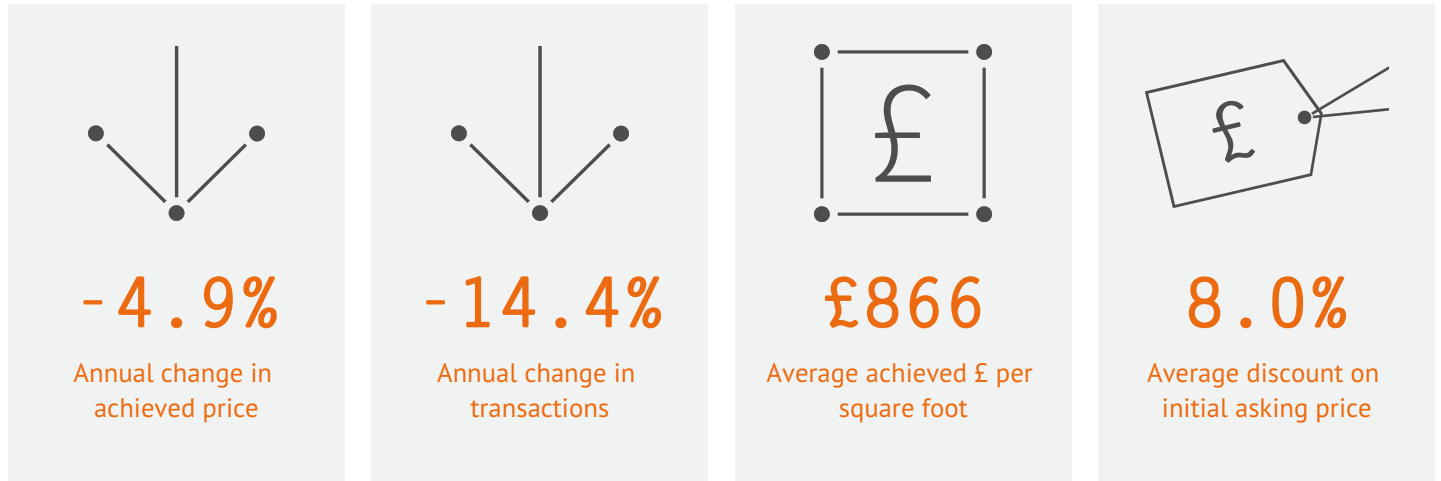 £
£
-4.9%
Annual change in
achieved price
-14.4%
Annual change in
transactions
£866
Average achieved £ per
square foot
8.0%
Average discount on
initial asking price